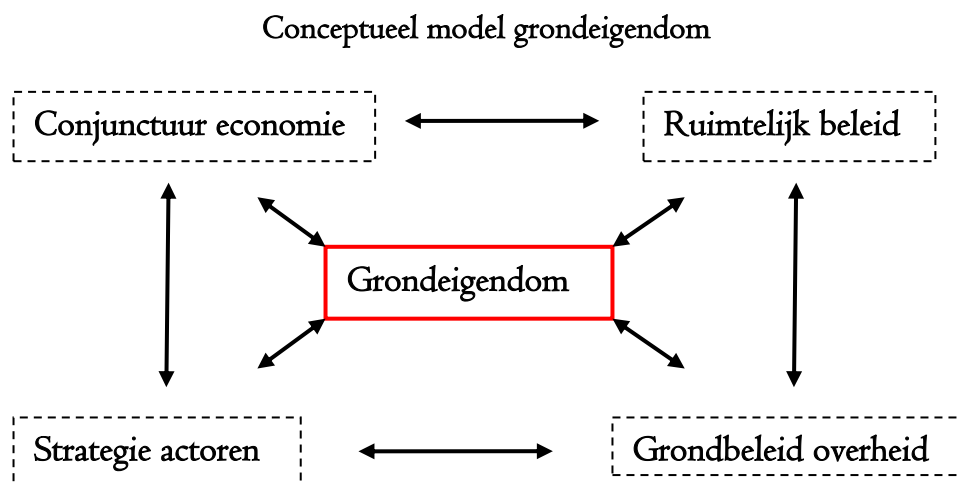 Conceptueel model grondeigendom
Conjunctuur economie
Ruimtelijk beleid
Grondeigendom
Strategie actoren
Grondbeleid overheid